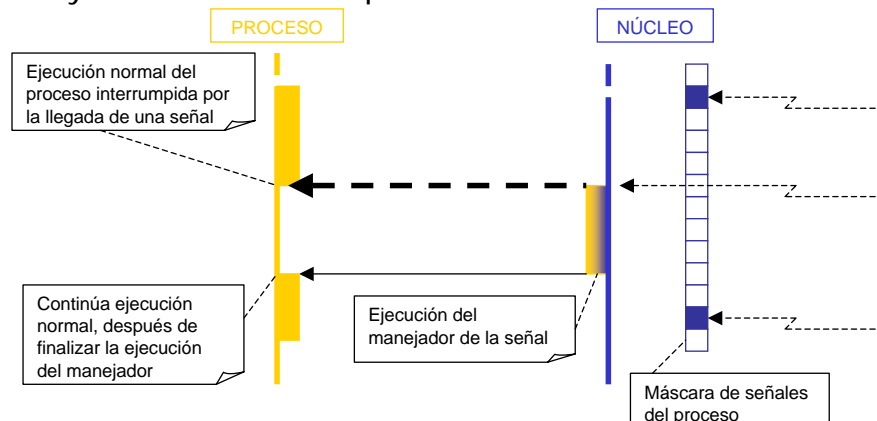 PROCESO
NÚCLEO
Ejecución normal del
proceso interrumpida por
la llegada de una señal
Continúa ejecución
normal, después de
finalizar la ejecución
del manejador
Ejecución del
manejador de la señal
Máscara de señales
del proceso